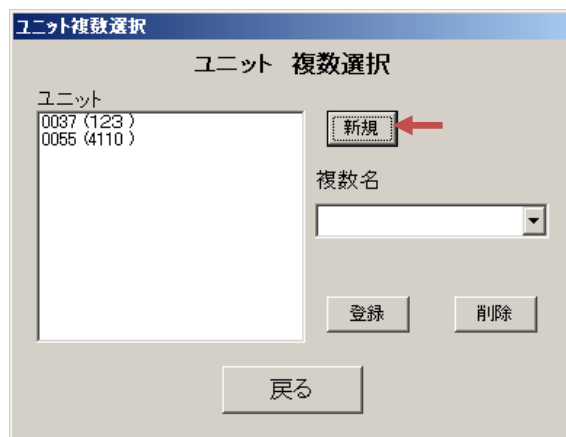 ユニット複数選択
ユニット 複数選択
ユニット
0037 (123 )
0055 (4110 )
新規
複数名
登録
削除
戻る